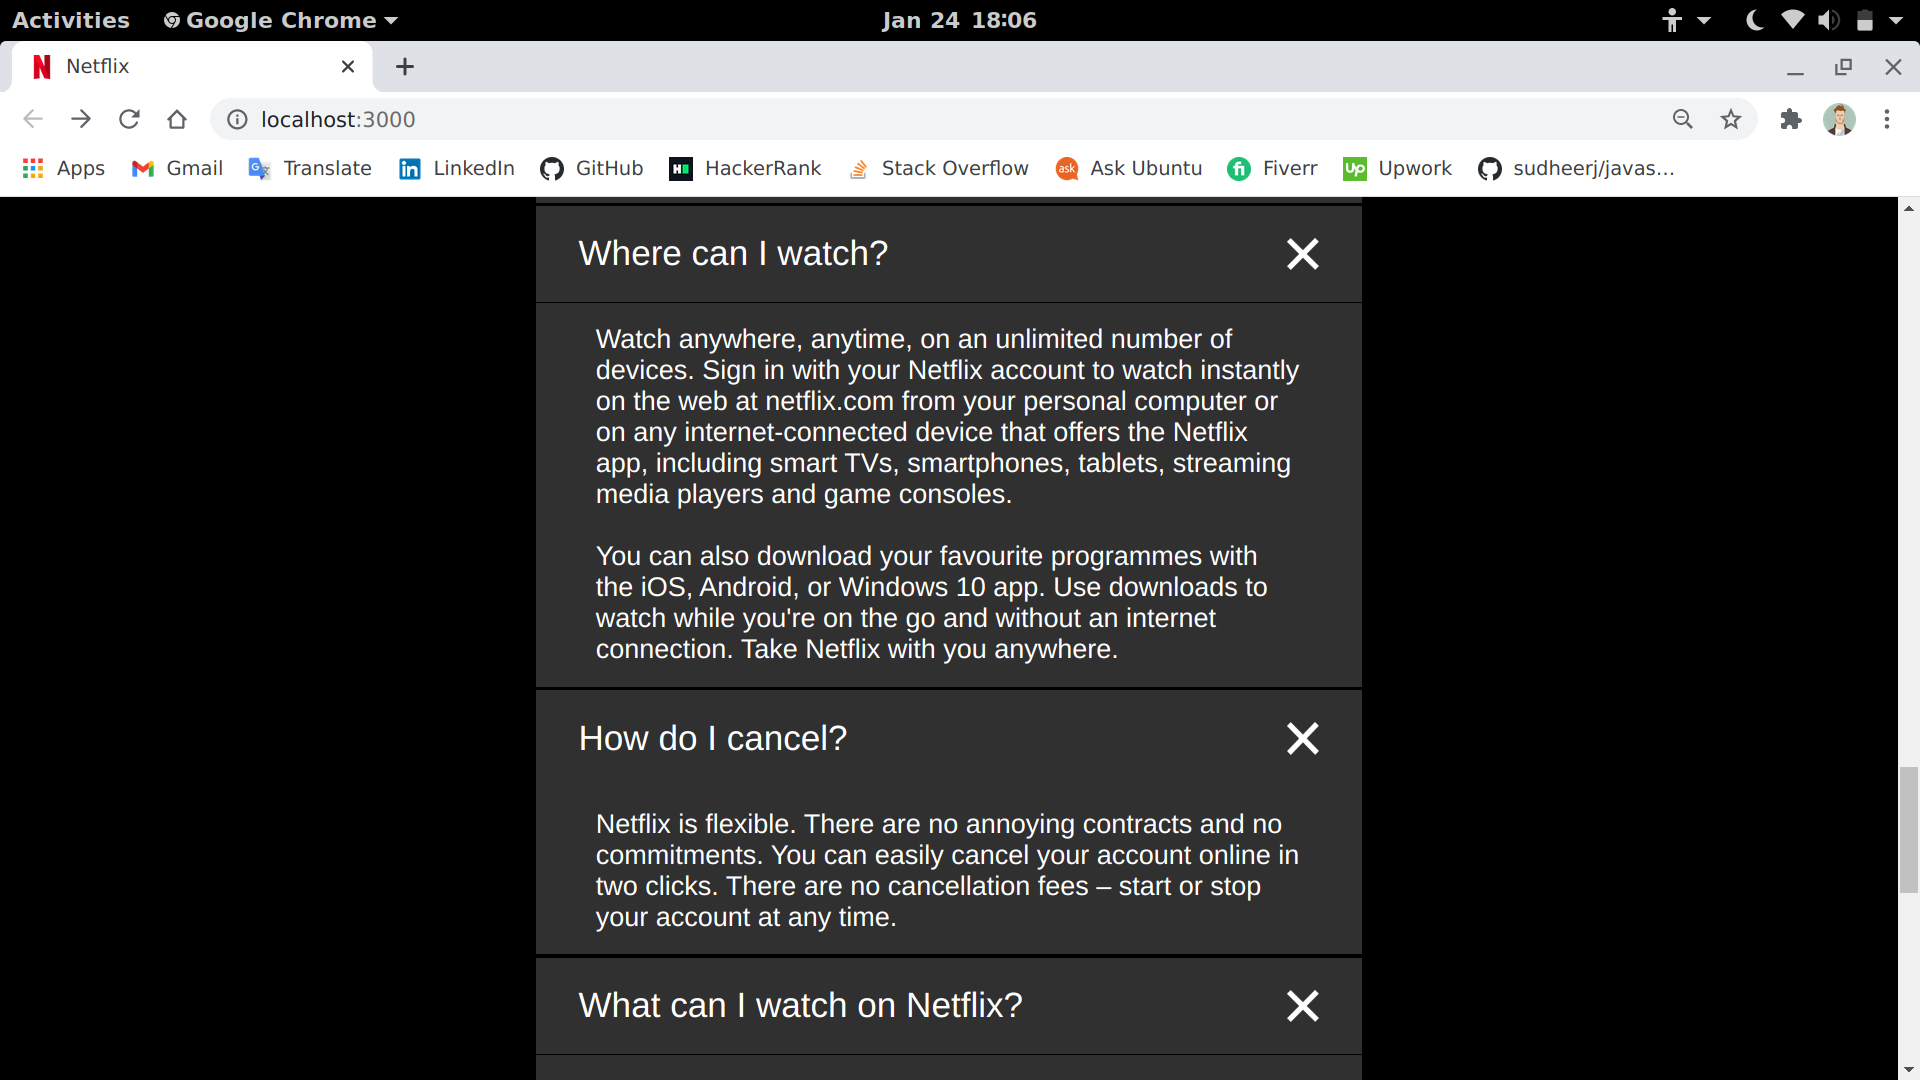 Activities Google Chrome Jan 24 18:06
Netflix
localhost:3000
Apps Gmail Translate LinkedIn GitHub HackerRank Stack Overflow Ask Ubuntu Fiverr Upwork sudheerj/javas...
Where can I watch?
Watch anywhere, anytime, on an unlimited number of
devices. Sign in with your Netflix account to watch instantly
on the web at netflix.com from your personal computer or
on any internet-connected device that offers the Netflix
app, including smart TVs, smartphones, tablets, streaming
media players and game consoles.
You can also download your favourite programmes with
the iOS, Android, or Windows 10 app. Use downloads to
watch while you're on the go and without an internet
connection. Take Netflix with you anywhere.
How do I cancel?
Netflix is flexible. There are no annoying contracts and no
commitments. You can easily cancel your account online in
two clicks. There are no cancellation fees – start or stop
your account at any time.
What can I watch on Netflix?